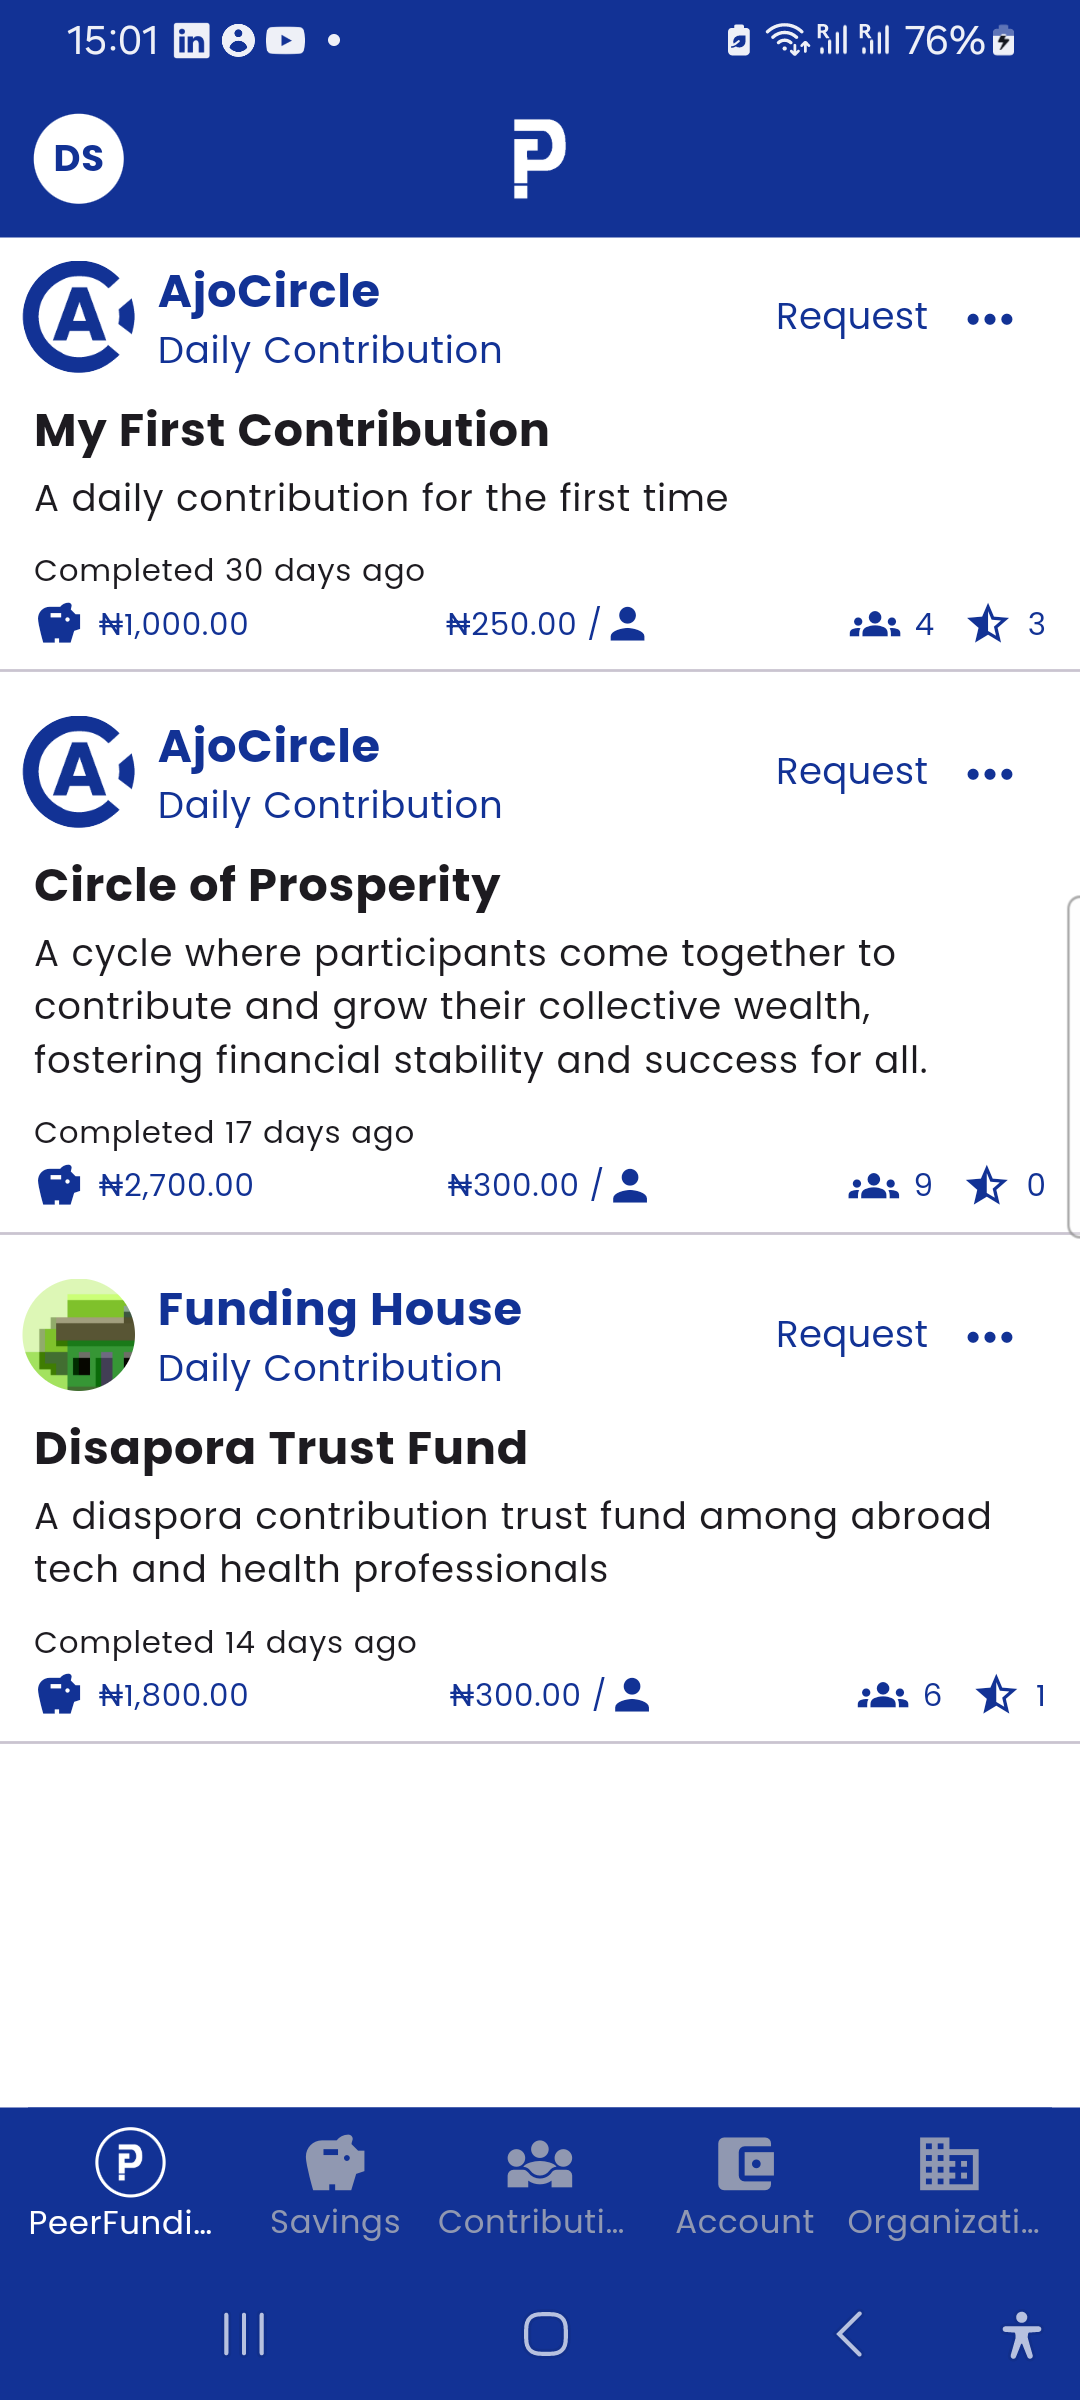 15:01 76%
DS
AjoCircle
Daily Contribution
Request
My First Contribution
A daily contribution for the first time
Completed 30 days ago
₦1,000.00 ₦250.00 / 4 3
AjoCircle
Daily Contribution
Request
Circle of Prosperity
A cycle where participants come together to
contribute and grow their collective wealth,
fostering financial stability and success for all.
Completed 17 days ago
₦2,700.00 ₦300.00 / 9 0
Funding House
Daily Contribution
Request
Disapora Trust Fund
A diaspora contribution trust fund among abroad
tech and health professionals
Completed 14 days ago
₦1,800.00 ₦300.00 / 6 1
PeerFundi... Savings Contributi... Account Organizati...